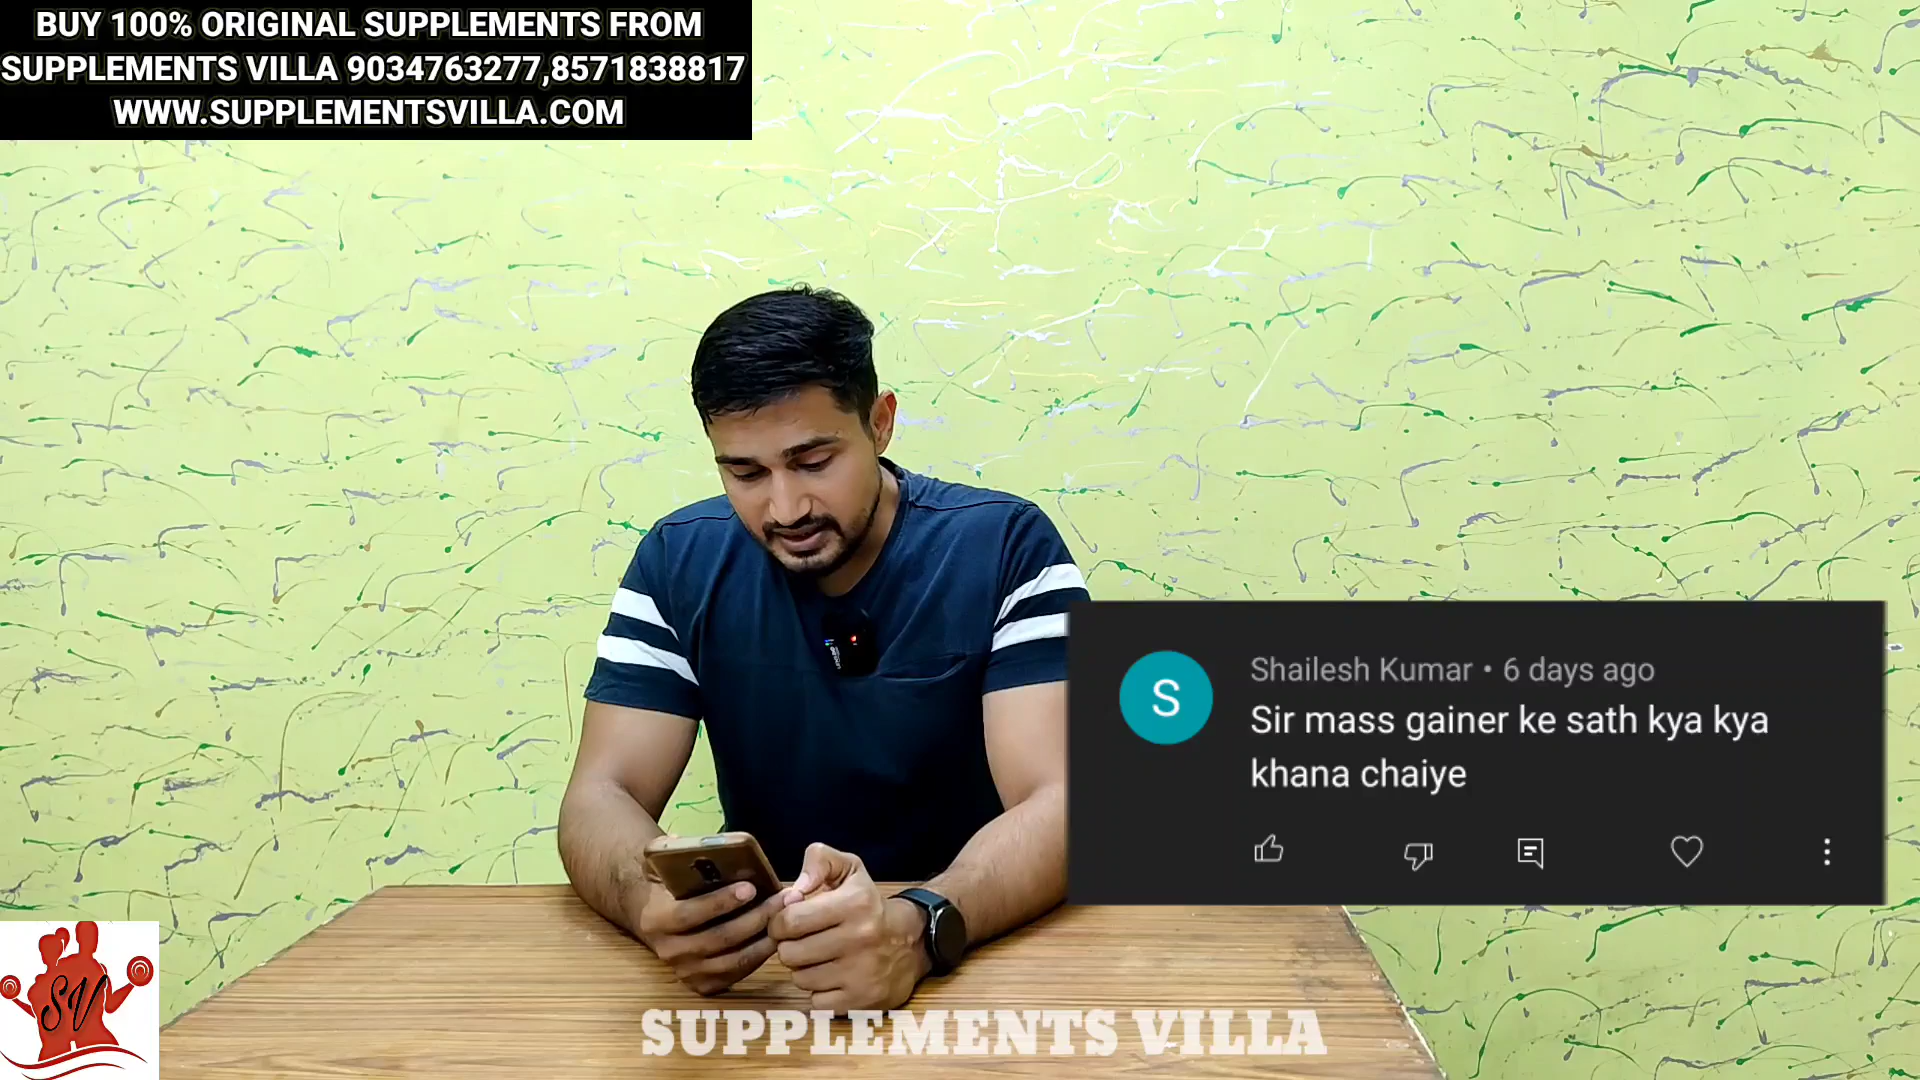 BUY 100% ORIGINAL SUPPLEMENTS FROM
SUPPLEMENTS VILLA 9034763277,8571838817
WWW.SUPPLEMENTSVILLA.COM
S
Shailesh Kumar • 6 days ago
Sir mass gainer ke sath kya kya
khana chaiye
SV
SUPPLEMENTS VILLA